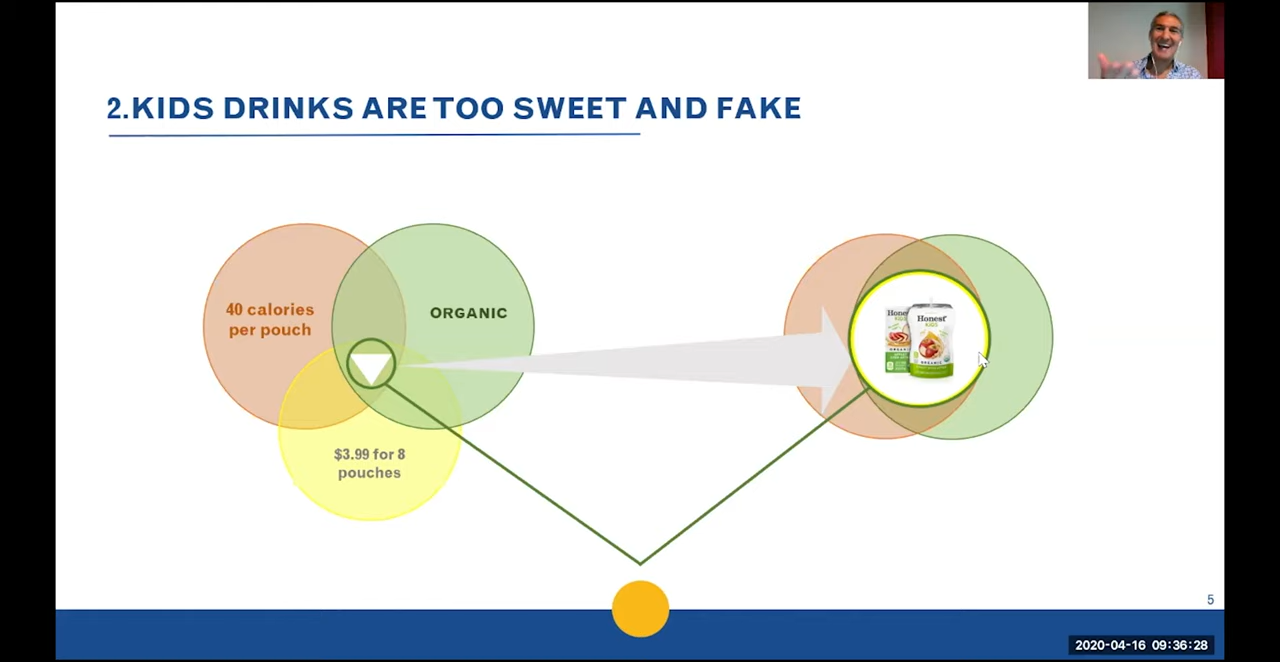 2.KIDS DRINKS ARE TOO SWEET AND FAKE
40 calories
per pouch
ORGANIC
$3.99 for 8
pouches
Honest
KIDS
ORGANIC
5
2020-04-16 09:36:28